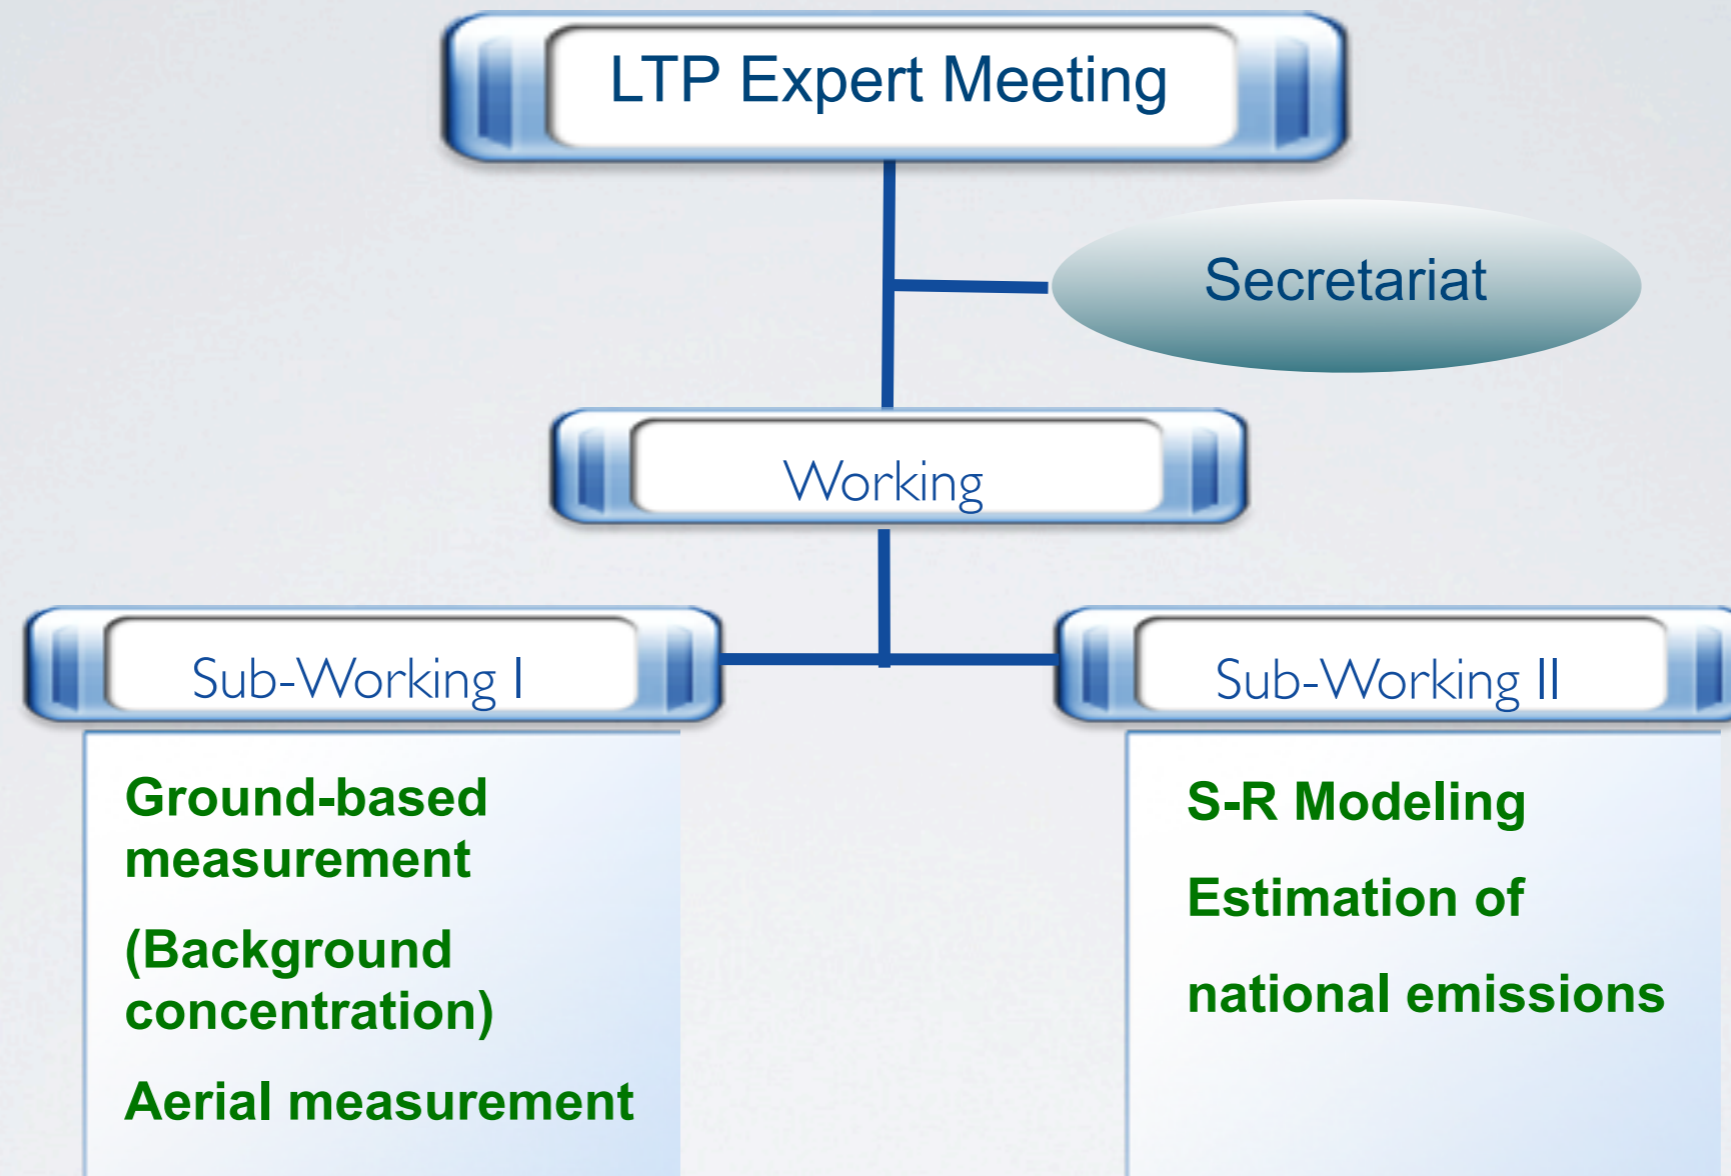 LTP Expert Meeting
Secretariat
Working
Sub-Working I
Sub-Working II
Ground-based
measurement
(Background
concentration)
Aerial measurement
S-R Modeling
Estimation of
national emissions